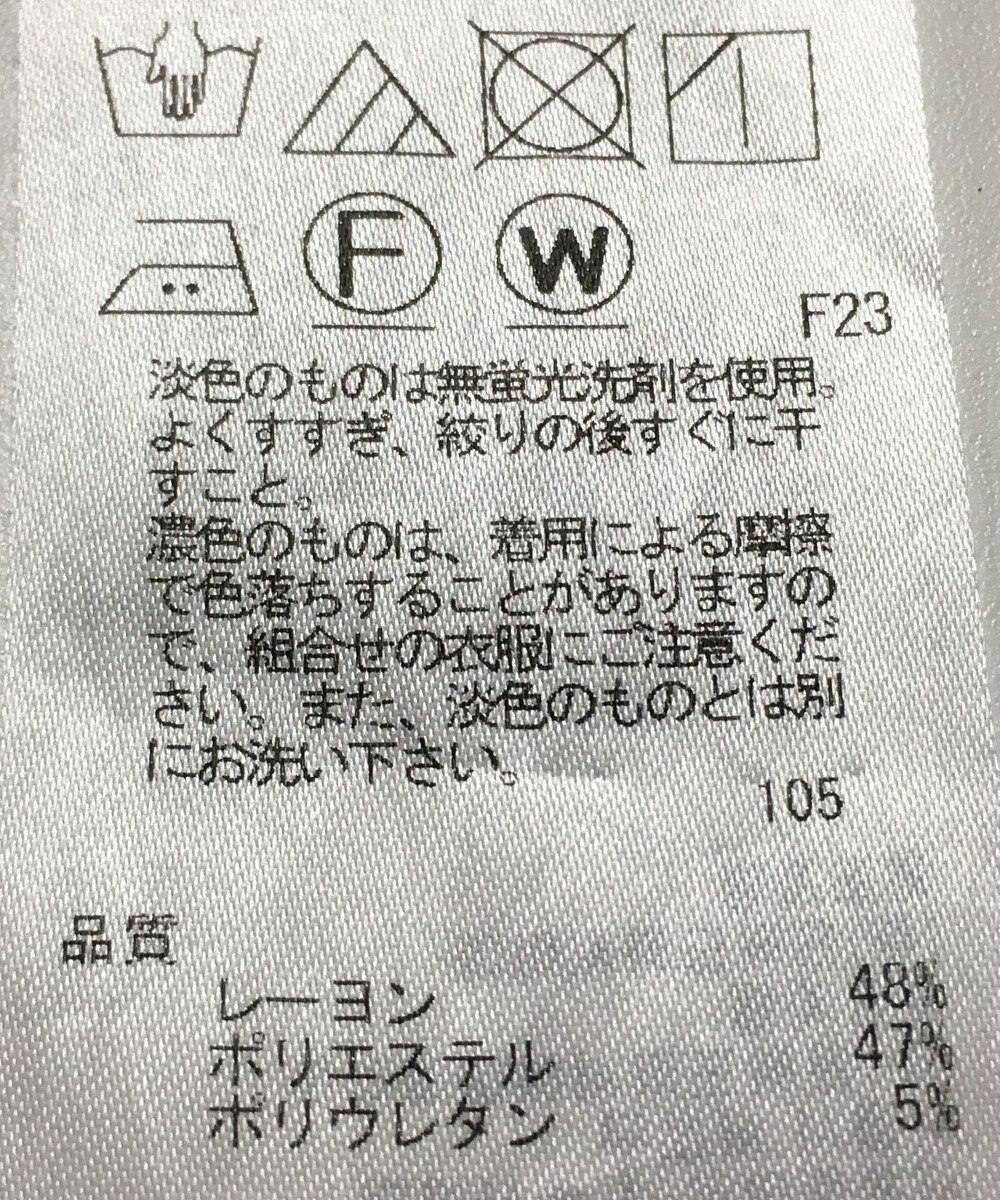 F W
F23
淡色のものは無蛍光洗剤を使用。
よくすすぎ、絞りの後すぐに干
すこと。
濃色のものは、着用による摩擦
で色落ちすることがありますの
で、組合せの衣服にご注意くだ
さい。また、淡色のものとは別
にお洗い下さい。
105
品質
レーヨン 48%
ポリエステル 47%
ポリウレタン 5%